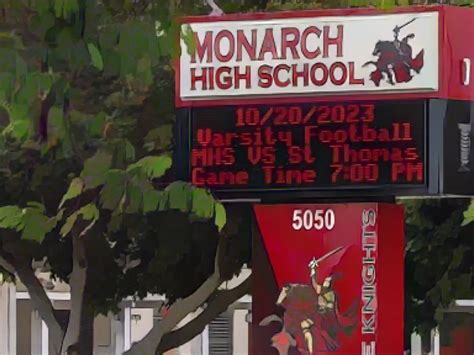 MONARCH
HIGH SCHOOL
10/20/2023
Varsity Football
MHS VS St Thomas
Game Time 7:00 PM
5050
KNIGHTS